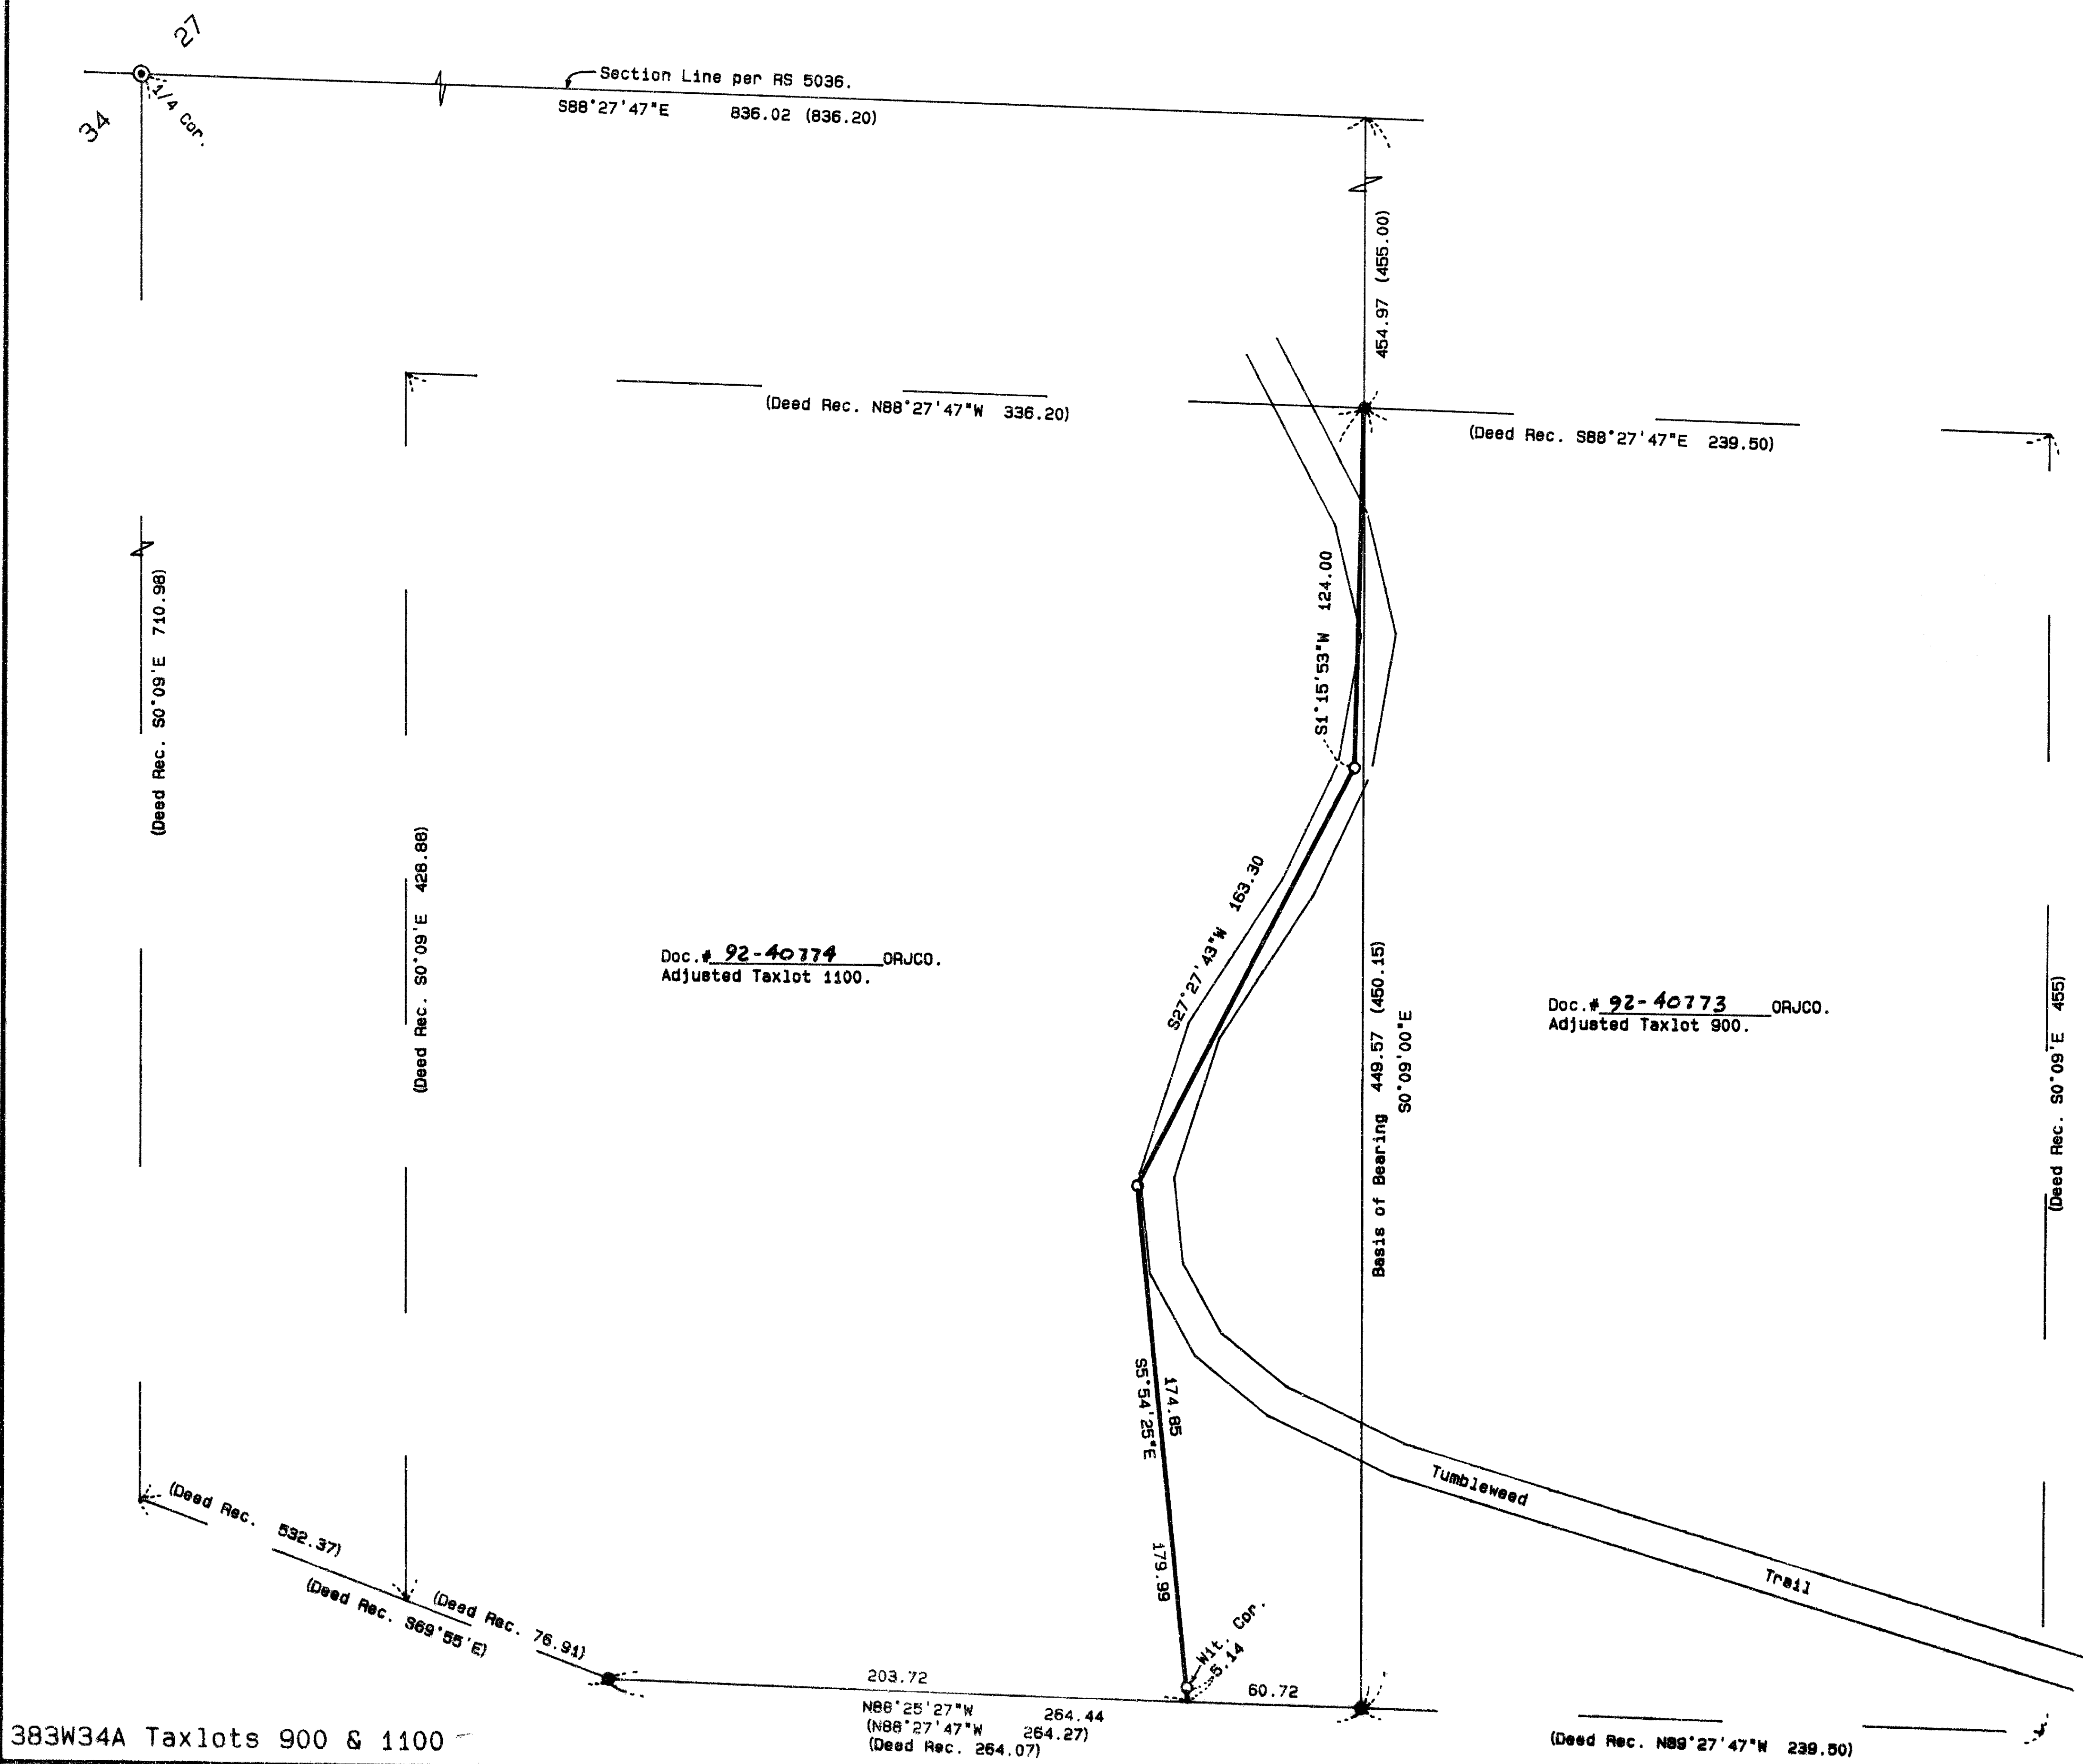 27
34
1/4 Cor.
Section Line per RS 5036.
S88°27'47"E 836.02 (836.20)
454.97 (455.00)
(Deed Rec. N88°27'47"W 336.20)
(Deed Rec. S88°27'47"E 239.50)
(Deed Rec. S0°09'E 710.98)
(Deed Rec. S0°09'E 428.88)
S1°15'53"W 124.00
S27°27'43"W 163.30
Doc.# 92-40774 ORJCO.
Adjusted Taxlot 1100.
Basis of Bearing 449.57 (450.15)
S0°09'00"E
Doc.# 92-40773 ORJCO.
Adjusted Taxlot 900.
(Deed Rec. S0°09'E 455)
174.85
S5°54'25"E
179.99
Tumbleweed
Trail
(Deed Rec. 532.37)
(Deed Rec. S69°55'E)
(Deed Rec. 76.91)
Wit. Cor.
5.14
203.72
60.72
N88°25'27"W 264.44
(N88°27'47"W 264.27)
(Deed Rec. 264.07)
(Deed Rec. N89°27'47"W 239.50)
383W34A Taxlots 900 & 1100